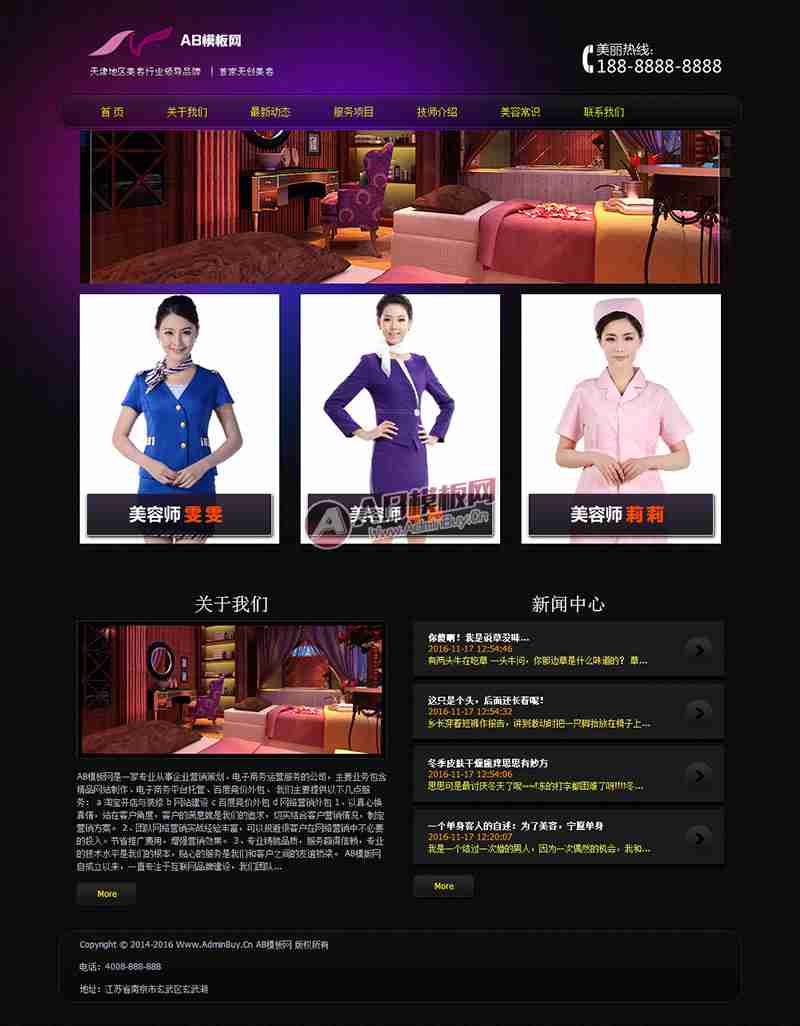 AB模板网
天津地区美容行业领导品牌 | 首家天创美容
美丽热线:
188-8888-8888
首 页 关于我们 最新动态 服务项目 技师介绍 美容常识 联系我们
美容师 雯雯
美容师
美容师 莉莉
AB模板网
Www.AdminBuy.Cn
关于我们
AB模板网是一家专业从事企业营销策划，电子商务运营服务的公司，主要业务包含
精品网站制作、电子商务平台托管、百度竞价外包、 我们主要提供以下几点服
务： a 淘宝开店与装修 b 网站建设 c 百度竞价外包 d 网络营销外包 1、以真心换
真情，站在客户角度，客户的满意就是我们的追求，切实结合客户营销情况，制定
营销方案。 2、团队网络营销实战经验丰富，可以规避很客户在网络营销中不必要
的投入。节省推广费用，增强营销效果。 3、专业铸就品质，服务赢得信赖，专业
的技术水平是我们的根本，贴心的服务是我们和客户之间的友谊桥梁。 AB模板网
自成立以来，一直专注于互联网品牌建设，我们团队...
More
新闻中心
你傻啊！我是说草没味...
2016-11-17 12:54:46
有两头牛在吃草 一头牛问，你那边草是什么味道的？ 草...
这只是个头，后面还长着呢！
2016-11-17 12:54:32
乡长穿着短裤作报告，讲到激动时把一只脚抬放在椅子上...
冬季皮肤干燥瘙痒思思有妙方
2016-11-17 12:54:06
思思可是最讨厌冬天了呢~~!冻的打字都困难了呀!!!!冬...
一个单身客人的自述：为了美容，宁愿单身
2016-11-17 12:20:07
我是一个结过一次婚的男人，因为一次偶然的机会，我和...
More
Copyright © 2014-2016 Www.AdminBuy.Cn AB模板网 版权所有
电话：4008-888-888
地址：江苏省南京市玄武区玄武湖